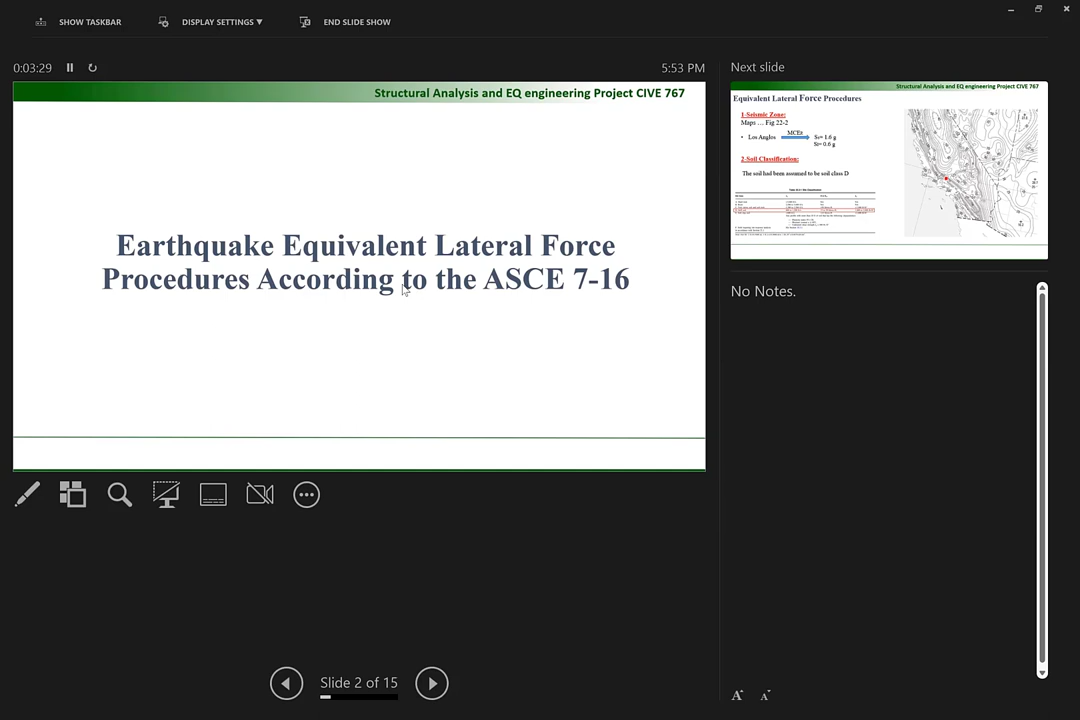 SHOW TASKBAR
DISPLAY SETTINGS ▼
END SLIDE SHOW
0:03:29
5:53 PM
Structural Analysis and EQ engineering Project CIVE 767
Earthquake Equivalent Lateral Force
Procedures According to the ASCE 7-16
Slide 2 of 15
Next slide
Structural Analysis and EQ engineering Project CIVE 767
Equivalent Lateral Force Procedures
1-Seismic Zone:
Maps … Fig 22-2
• Los Anglos
MCEs
Ss= 1.6 g
St= 0.6 g
2-Soil Classification:
The soil had been assumed to be soil class D
No Notes.
A
A